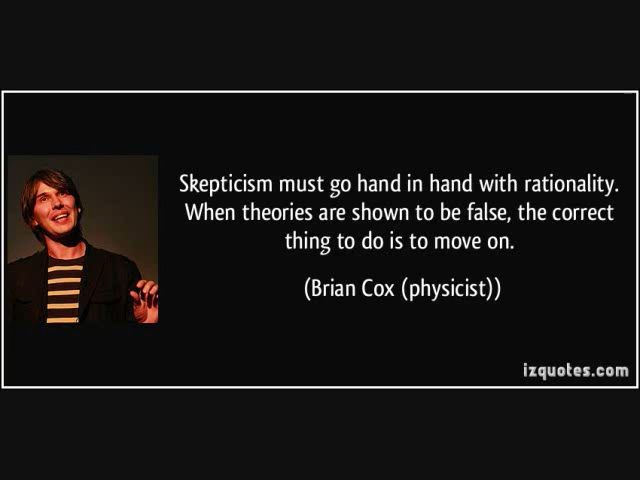 Skepticism must go hand in hand with rationality.
When theories are shown to be false, the correct
thing to do is to move on.
(Brian Cox (physicist))
izquotes.com